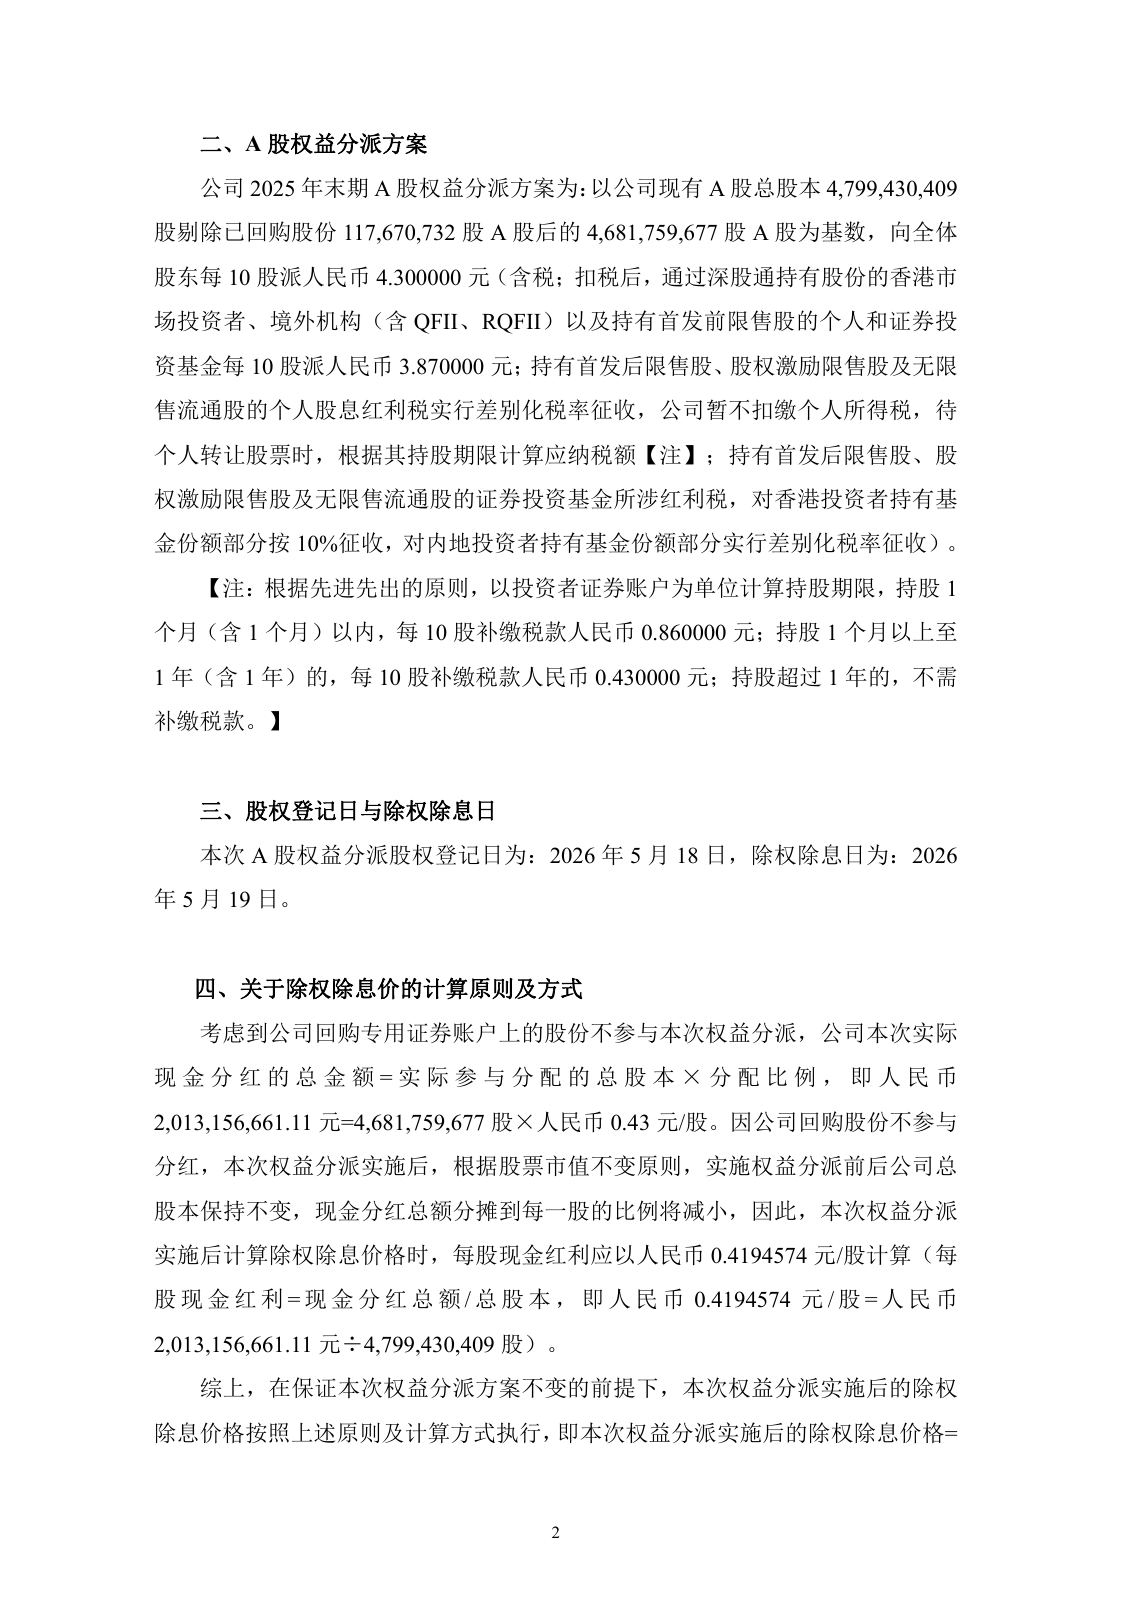 二、A 股权益分派方案
公司 2025 年末期 A 股权益分派方案为：以公司现有 A 股总股本 4,799,430,409
股剔除已回购股份 117,670,732 股 A 股后的 4,681,759,677 股 A 股为基数，向全体
股东每 10 股派人民币 4.300000 元（含税；扣税后，通过深股通持有股份的香港市
场投资者、境外机构（含 QFII、RQFII）以及持有首发前限售股的个人和证券投
资基金每 10 股派人民币 3.870000 元；持有首发后限售股、股权激励限售股及无限
售流通股的个人股息红利税实行差别化税率征收，公司暂不扣缴个人所得税，待
个人转让股票时，根据其持股期限计算应纳税额【注】；持有首发后限售股、股
权激励限售股及无限售流通股的证券投资基金所涉红利税，对香港投资者持有基
金份额部分按 10%征收，对内地投资者持有基金份额部分实行差别化税率征收）。
【注：根据先进先出的原则，以投资者证券账户为单位计算持股期限，持股 1
个月（含 1 个月）以内，每 10 股补缴税款人民币 0.860000 元；持股 1 个月以上至
1 年（含 1 年）的，每 10 股补缴税款人民币 0.430000 元；持股超过 1 年的，不需
补缴税款。】
三、股权登记日与除权除息日
本次 A 股权益分派股权登记日为：2026 年 5 月 18 日，除权除息日为：2026
年 5 月 19 日。
四、关于除权除息价的计算原则及方式
考虑到公司回购专用证券账户上的股份不参与本次权益分派，公司本次实际
现金分红的总金额=实际参与分配的总股本×分配比例，即人民币
2,013,156,661.11 元=4,681,759,677 股×人民币 0.43 元/股。因公司回购股份不参与
分红，本次权益分派实施后，根据股票市值不变原则，实施权益分派前后公司总
股本保持不变，现金分红总额分摊到每一股的比例将减小，因此，本次权益分派
实施后计算除权除息价格时，每股现金红利应以人民币 0.4194574 元/股计算（每
股现金红利=现金分红总额/总股本，即人民币 0.4194574 元/股=人民币
2,013,156,661.11 元÷4,799,430,409 股）。
综上，在保证本次权益分派方案不变的前提下，本次权益分派实施后的除权
除息价格按照上述原则及计算方式执行，即本次权益分派实施后的除权除息价格=
2